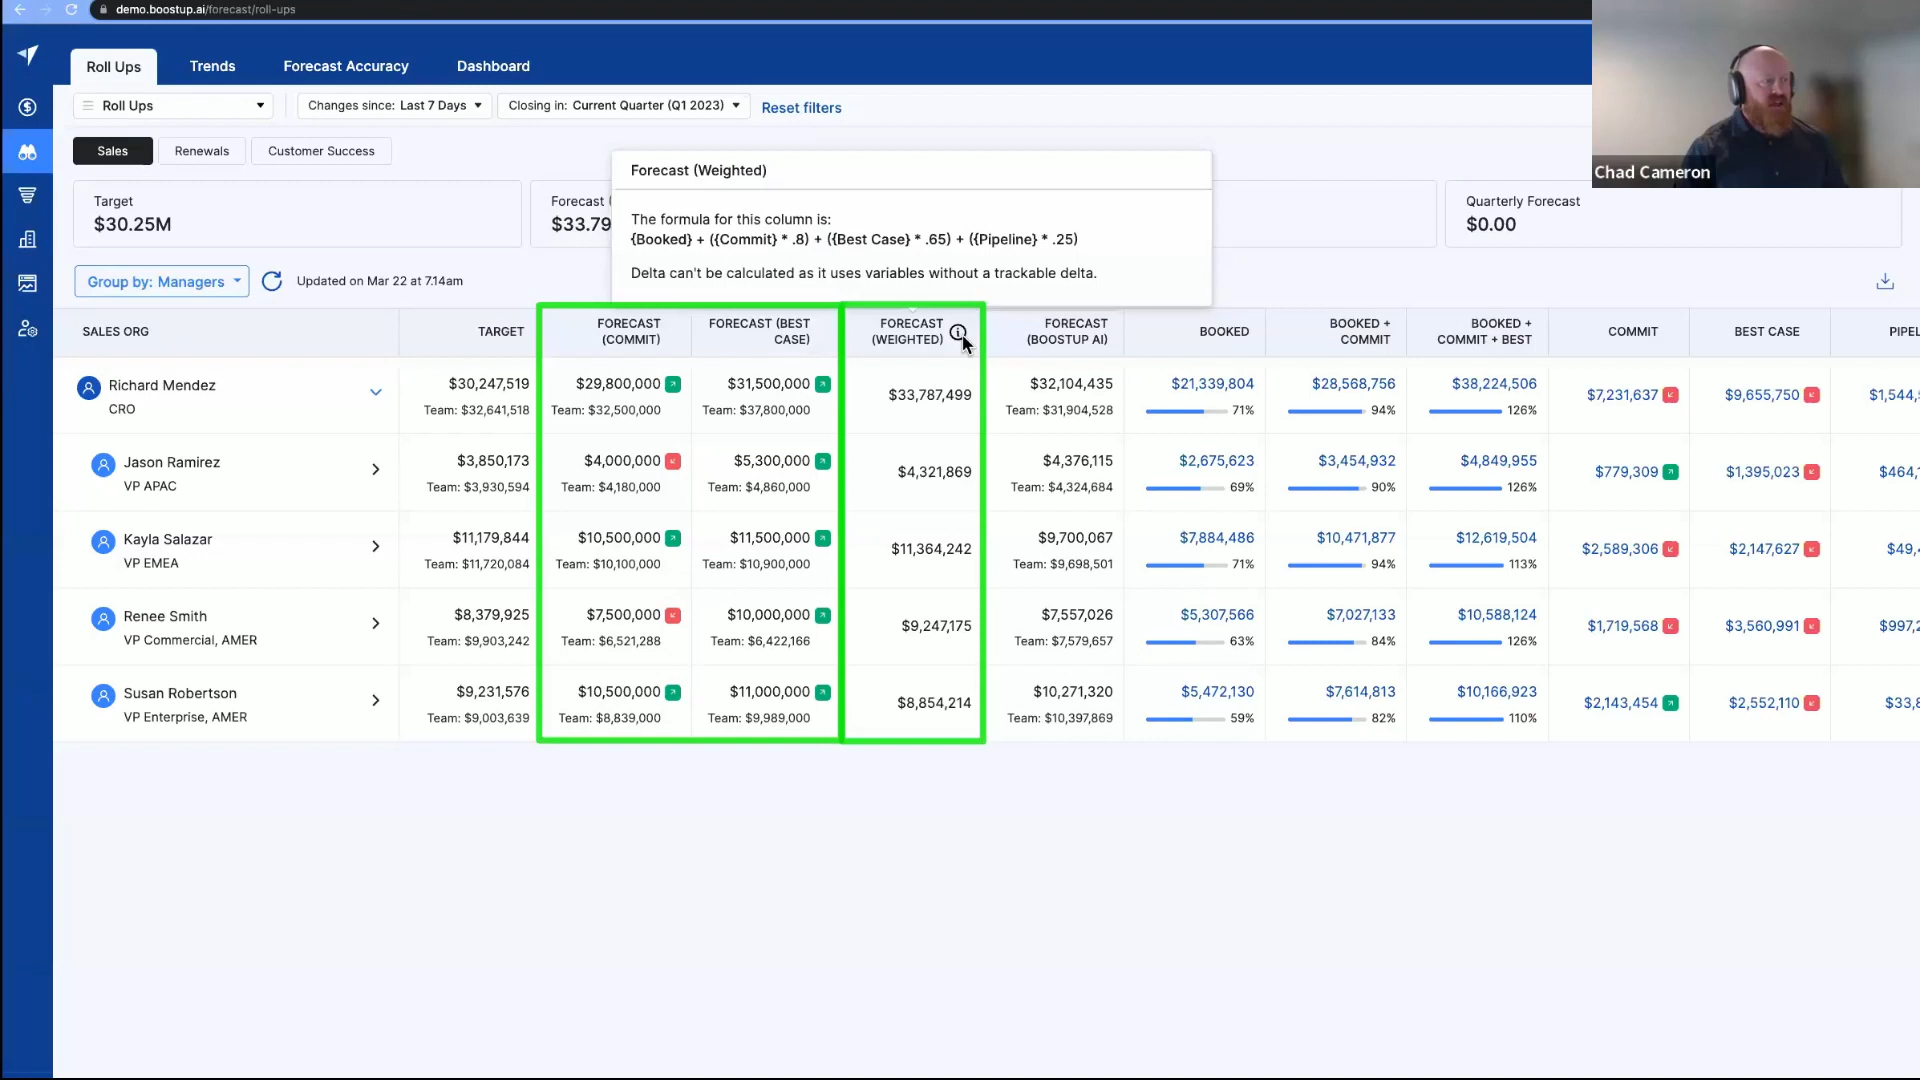 demo.boostup.ai/forecast/roll-ups
Roll Ups
Trends
Forecast Accuracy
Dashboard
Roll Ups
Changes since: Last 7 Days
Closing in: Current Quarter (Q1 2023)
Reset filters
Chad Cameron
Sales
Renewals
Customer Success
Target
$30.25M
Forecast (
$33.79
Forecast (Weighted)
The formula for this column is:
{Booked} + ({Commit} * .8) + ({Best Case} * .65) + ({Pipeline} * .25)
Delta can't be calculated as it uses variables without a trackable delta.
Quarterly Forecast
$0.00
Group by: Managers
Updated on Mar 22 at 7.14am
SALES ORG
TARGET
FORECAST
(COMMIT)
FORECAST (BEST
CASE)
FORECAST
(WEIGHTED)
FORECAST
(BOOSTUP AI)
BOOKED
BOOKED +
COMMIT
BOOKED +
COMMIT + BEST
COMMIT
BEST CASE
PIPEL
Richard Mendez
CRO
$30,247,519
Team: $32,641,518
$29,800,000
Team: $32,500,000
$31,500,000
Team: $37,800,000
$33,787,499
$32,104,435
Team: $31,904,528
$21,339,804
71%
$28,568,756
94%
$38,224,506
126%
$7,231,637
$9,655,750
$1,544,
Jason Ramirez
VP APAC
$3,850,173
Team: $3,930,594
$4,000,000
Team: $4,180,000
$5,300,000
Team: $4,860,000
$4,321,869
$4,376,115
Team: $4,324,684
$2,675,623
69%
$3,454,932
90%
$4,849,955
126%
$779,309
$1,395,023
$464,
Kayla Salazar
VP EMEA
$11,179,844
Team: $11,720,084
$10,500,000
Team: $10,100,000
$11,500,000
Team: $10,900,000
$11,364,242
$9,700,067
Team: $9,698,501
$7,884,486
71%
$10,471,877
94%
$12,619,504
113%
$2,589,306
$2,147,627
$49,
Renee Smith
VP Commercial, AMER
$8,379,925
Team: $9,903,242
$7,500,000
Team: $6,521,288
$10,000,000
Team: $6,422,166
$9,247,175
$7,557,026
Team: $7,579,657
$5,307,566
63%
$7,027,133
84%
$10,588,124
126%
$1,719,568
$3,560,991
$997,
Susan Robertson
VP Enterprise, AMER
$9,231,576
Team: $9,003,639
$10,500,000
Team: $8,839,000
$11,000,000
Team: $9,989,000
$8,854,214
$10,271,320
Team: $10,397,869
$5,472,130
59%
$7,614,813
82%
$10,166,923
110%
$2,143,454
$2,552,110
$33,